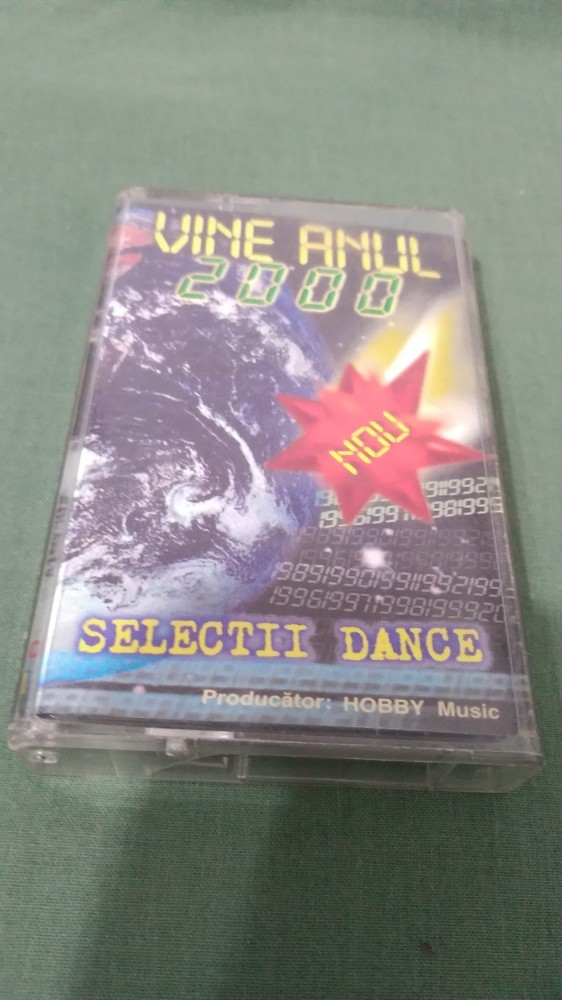 VINE ANUL
2000
NOU
SELECTII DANCE
Producător: HOBBY Music